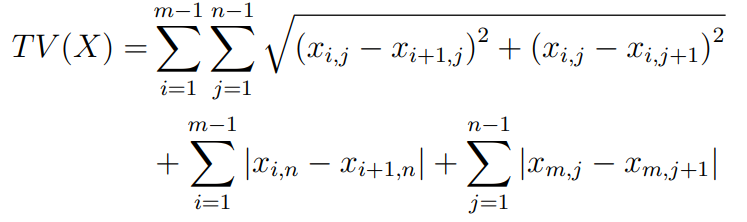 $TV(X) = \sum_{i=1}^{m-1} \sum_{j=1}^{n-1} \sqrt{(x_{i,j} - x_{i+1,j})^2 + (x_{i,j} - x_{i,j+1})^2}$
$+ \sum_{i=1}^{m-1} |x_{i,n} - x_{i+1,n}| + \sum_{j=1}^{n-1} |x_{m,j} - x_{m,j+1}|$